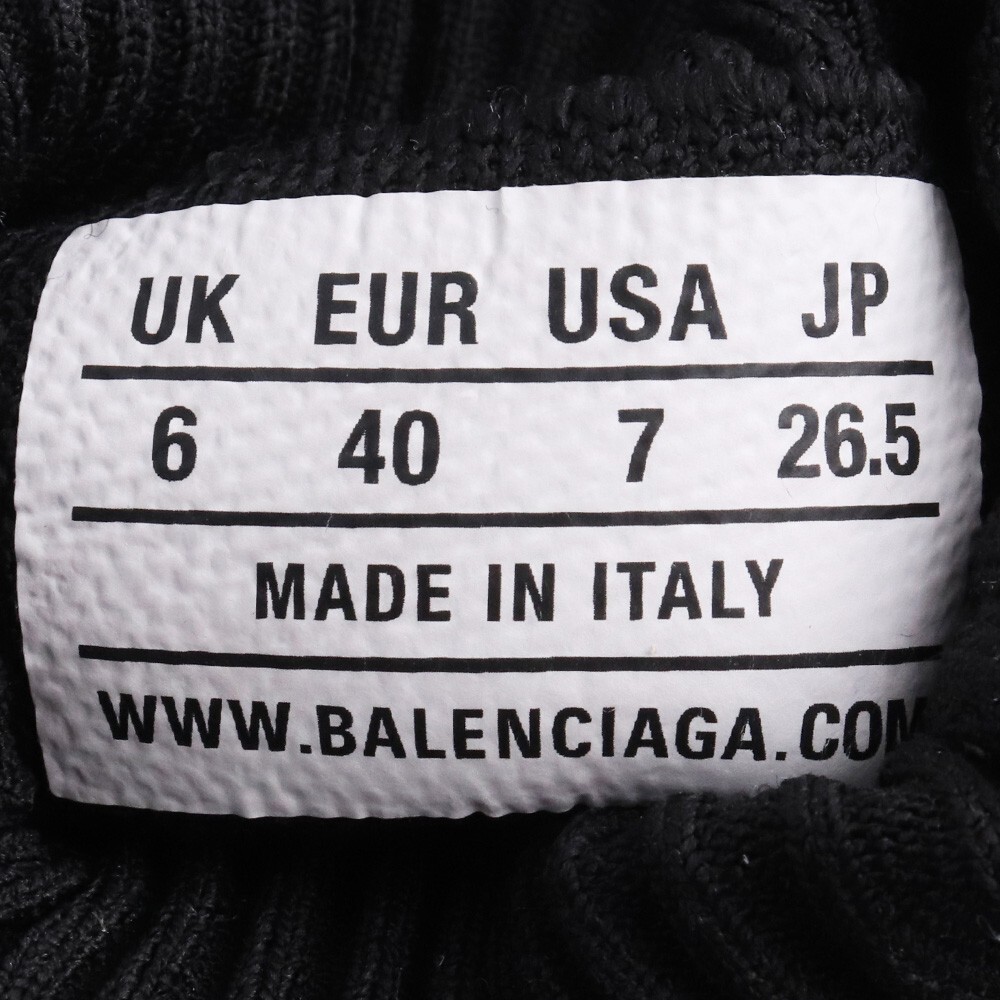 UK EUR USA JP
6 40 7 26.5
MADE IN ITALY
WWW.BALENCIAGA.COM